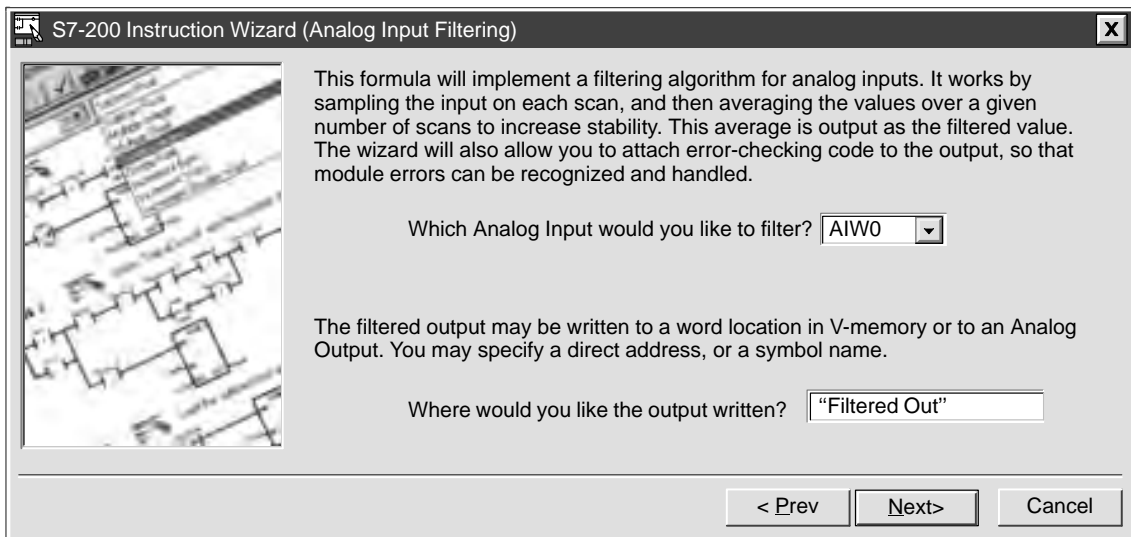 S7-200 Instruction Wizard (Analog Input Filtering)
X
This formula will implement a filtering algorithm for analog inputs. It works by
sampling the input on each scan, and then averaging the values over a given
number of scans to increase stability. This average is output as the filtered value.
The wizard will also allow you to attach error-checking code to the output, so that
module errors can be recognized and handled.
Which Analog Input would you like to filter? AIW0
The filtered output may be written to a word location in V-memory or to an Analog
Output. You may specify a direct address, or a symbol name.
Where would you like the output written? “Filtered Out”
< Prev Next> Cancel